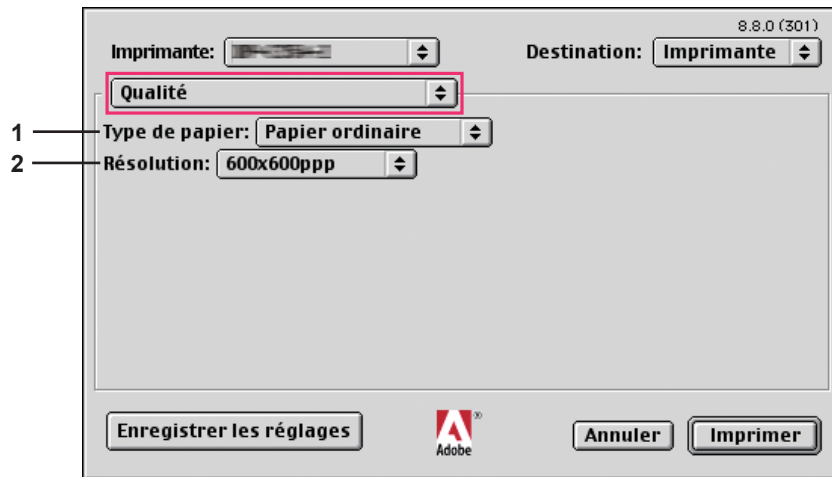 8.8.0 (301)
Imprimante:
Destination: Imprimante
Qualité
1 Type de papier: Papier ordinaire
2 Résolution: 600x600ppp
Enregistrer les réglages
Adobe®
Annuler Imprimer